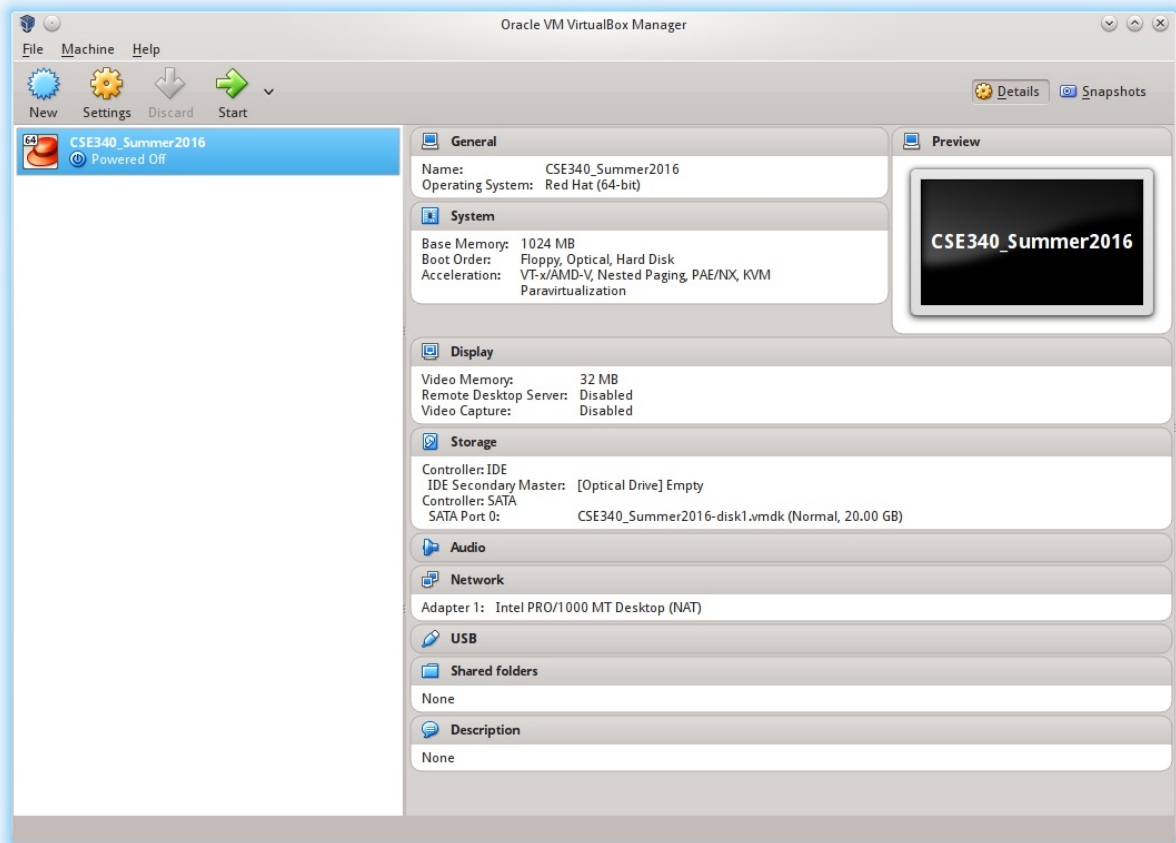 Oracle VM VirtualBox Manager
File Machine Help
New Settings Discard Start
Details Snapshots
64
CSE340_Summer2016
Powered Off
General
Name: CSE340_Summer2016
Operating System: Red Hat (64-bit)
System
Base Memory: 1024 MB
Boot Order: Floppy, Optical, Hard Disk
Acceleration: VT-x/AMD-V, Nested Paging, PAE/NX, KVM
Paravirtualization
Preview
CSE340_Summer2016
Display
Video Memory: 32 MB
Remote Desktop Server: Disabled
Video Capture: Disabled
Storage
Controller: IDE
IDE Secondary Master: [Optical Drive] Empty
Controller: SATA
SATA Port 0: CSE340_Summer2016-disk1.vmdk (Normal, 20.00 GB)
Audio
Network
Adapter 1: Intel PRO/1000 MT Desktop (NAT)
USB
Shared folders
None
Description
None